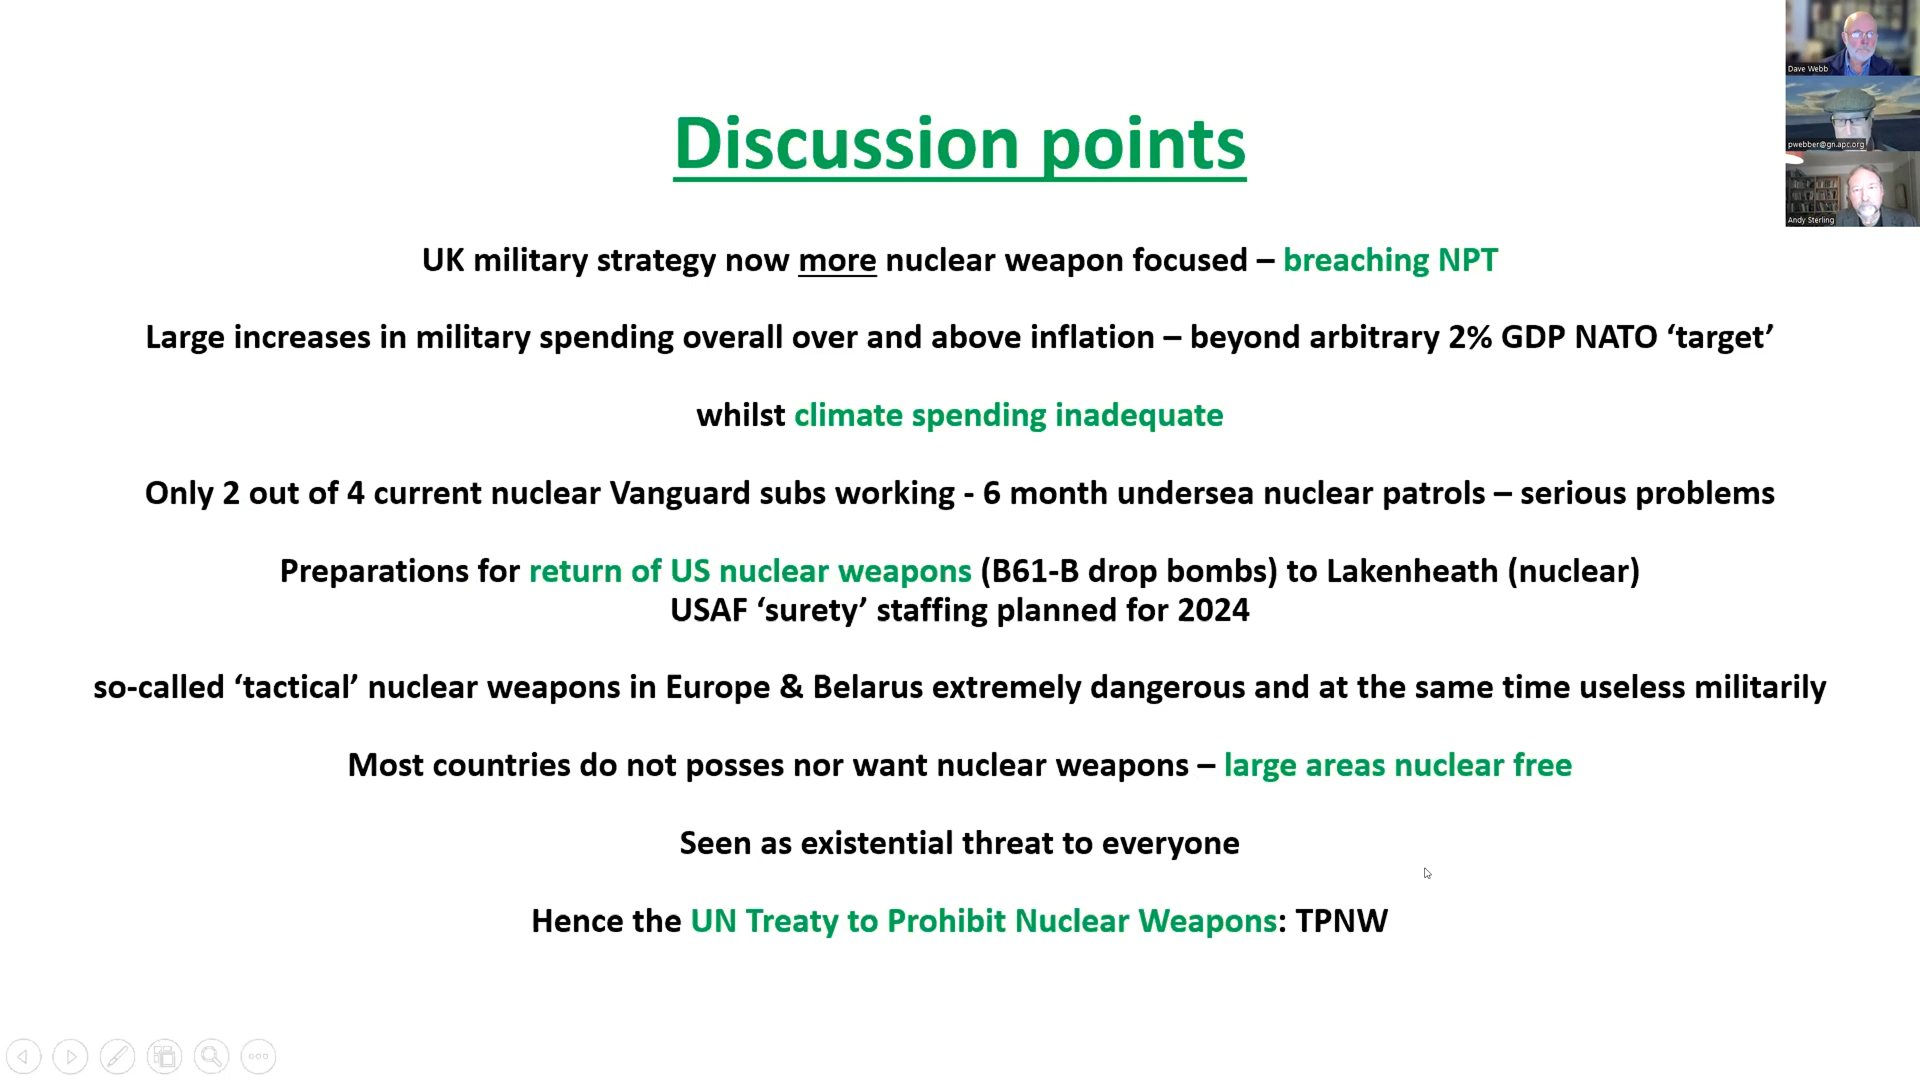 Discussion points
UK military strategy now more nuclear weapon focused – breaching NPT
Large increases in military spending overall over and above inflation – beyond arbitrary 2% GDP NATO ‘target’
whilst climate spending inadequate
Only 2 out of 4 current nuclear Vanguard subs working - 6 month undersea nuclear patrols – serious problems
Preparations for return of US nuclear weapons (B61-B drop bombs) to Lakenheath (nuclear)
USAF ‘surety’ staffing planned for 2024
so-called ‘tactical’ nuclear weapons in Europe & Belarus extremely dangerous and at the same time useless militarily
Most countries do not posses nor want nuclear weapons – large areas nuclear free
Seen as existential threat to everyone
Hence the UN Treaty to Prohibit Nuclear Weapons: TPNW
Dave Webb
pwebber@gn.apc.org
Andy Sterling